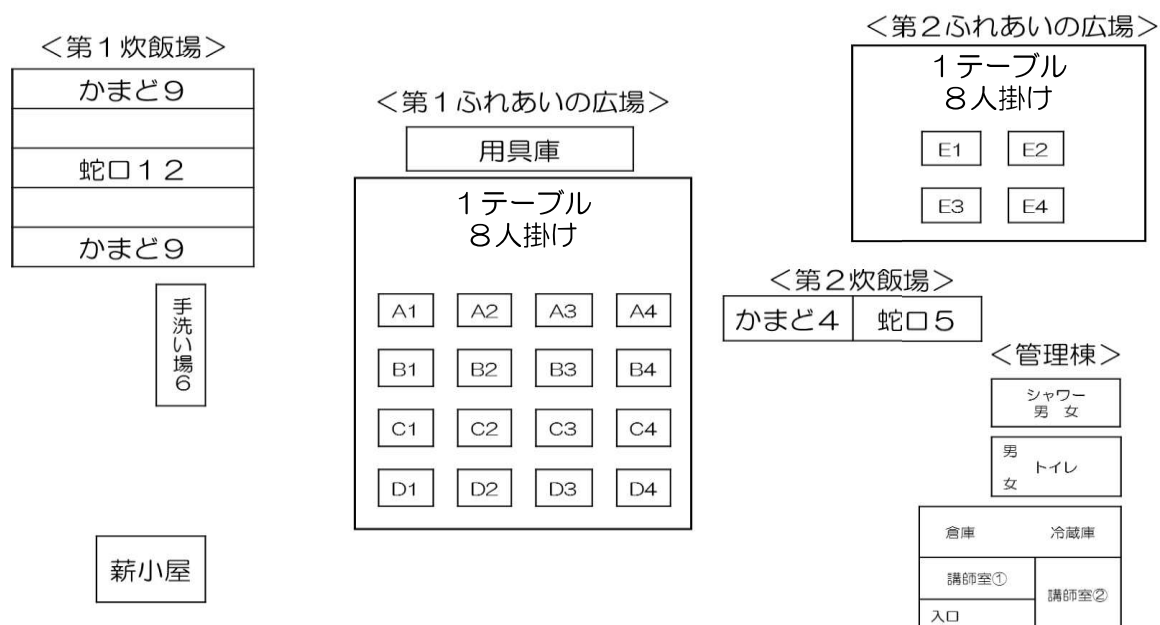 ＜第１炊飯場＞
かまど９
蛇口１２
かまど９
手洗い場６
薪小屋
＜第１ふれあいの広場＞
用具庫
１テーブル
８人掛け
A1 A2 A3 A4
B1 B2 B3 B4
C1 C2 C3 C4
D1 D2 D3 D4
＜第２ふれあいの広場＞
１テーブル
８人掛け
E1 E2
E3 E4
＜第２炊飯場＞
かまど４ 蛇口５
＜管理棟＞
シャワー
男 女
男
トイレ
女
倉庫 冷蔵庫
講師室①
講師室②
入口